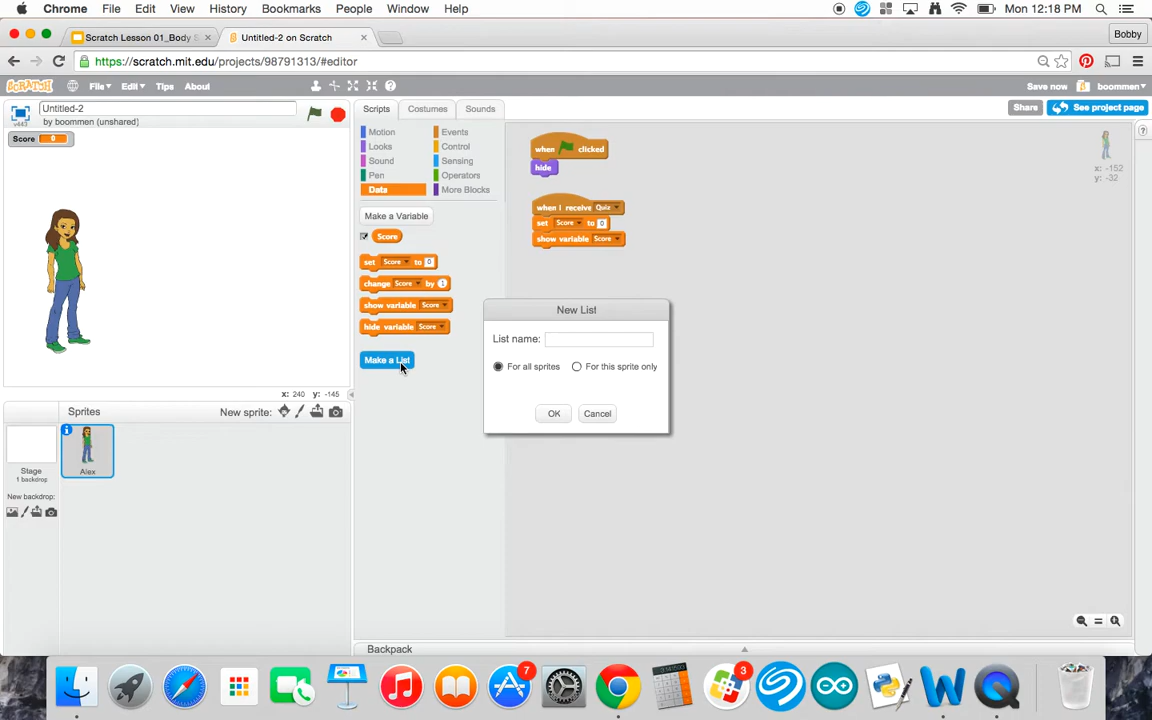 Chrome File Edit View History Bookmarks People Window Help Mon 12:18 PM
Scratch Lesson 01_Body S
Untitled-2 on Scratch
Bobby
https://scratch.mit.edu/projects/98791313/#editor
SCRATCH File Edit Tips About Save now boommen
Untitled-2
by boommen (unshared)
v443
Score 0
Scripts Costumes Sounds
Share See project page
Motion Events
Looks Control
Sound Sensing
Pen Operators
Data More Blocks
Make a Variable
Score
set Score to 0
change Score by 1
show variable Score
hide variable Score
Make a List
when clicked
hide
when I receive Quiz
set Score to 0
show variable Score
x: -152
y: -32
New List
List name:
For all sprites For this sprite only
OK Cancel
x: 240 y: -145
Sprites New sprite:
Stage
1 backdrop
Alex
New backdrop:
Backpack
7
3